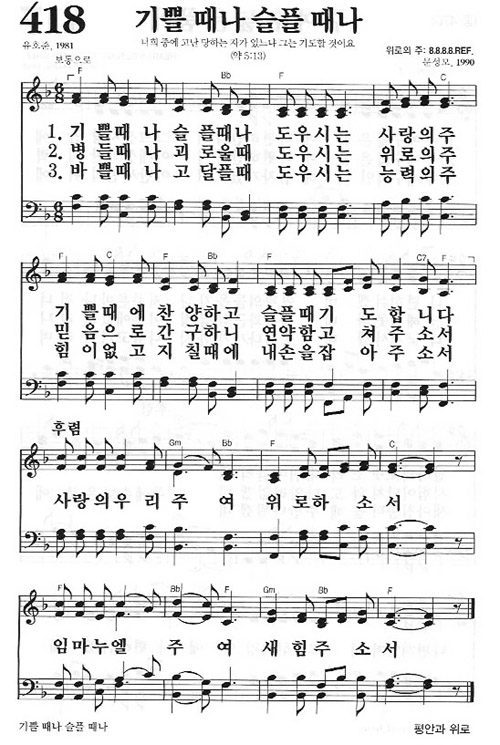 418 기쁠 때나 슬플 때나
유호준, 1981
너희 중에 고난 당하는 자가 있느냐 그는 기도할 것이요
(약 5:13)
위로의 주: 8.8.8.8.REF.
문성모, 1990
보통으로
F Bb F C
1. 기쁠때 나 슬 플때나 도우시는 사랑의주
2. 병들때 나 괴 로울때 도우시는 위로의주
3. 바쁠때 나 고 달플때 도우시는 능력의주
F Bb F C7 F
기 쁠때 에 찬 양하고 슬플때기 도 합니 다
믿 음으 로 간 구하니 연약함고 쳐 주소 서
힘 이없 고 지 칠때에 내손을잡 아 주소 서
후렴
Gm Bb F C
사랑 의 우 리 주 여 위 로 하 소 서
F Bb Bb F Gm F
임마누엘 주 여 새 힘 주 소 서
기쁠 때나 슬플 때나
평안과 위로